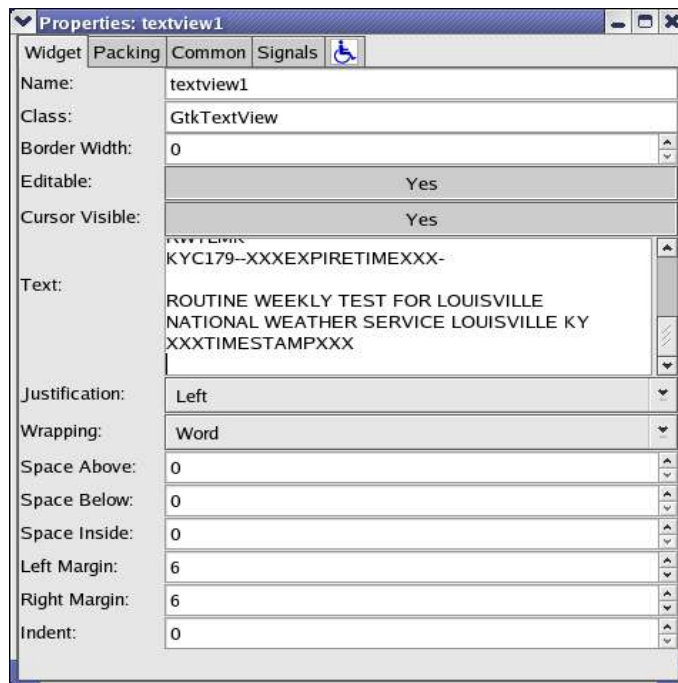 Properties: textview1
Widget Packing Common Signals
Name: textview1
Class: GtkTextView
Border Width: 0
Editable: Yes
Cursor Visible: Yes
Text:
KYC179--XXXEXPIRETIMEXXX-
ROUTINE WEEKLY TEST FOR LOUISVILLE
NATIONAL WEATHER SERVICE LOUISVILLE KY
XXXTIMESTAMPXXX
Justification: Left
Wrapping: Word
Space Above: 0
Space Below: 0
Space Inside: 0
Left Margin: 6
Right Margin: 6
Indent: 0